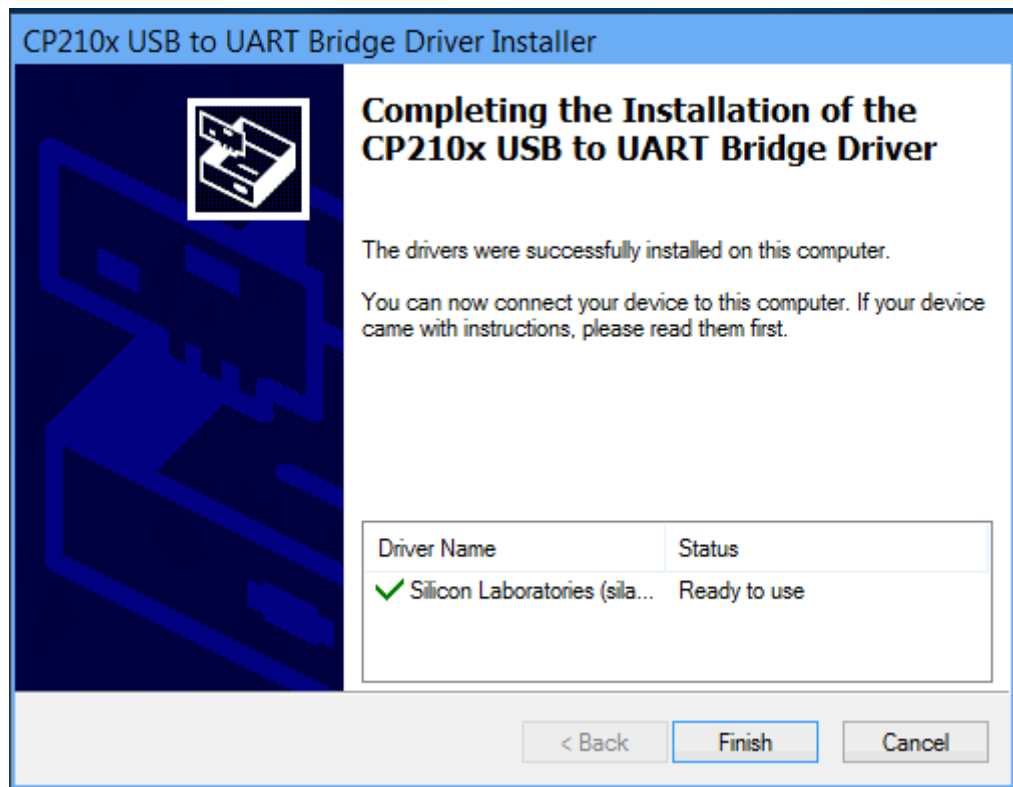 CP210x USB to UART Bridge Driver Installer
Completing the Installation of the
CP210x USB to UART Bridge Driver
The drivers were successfully installed on this computer.
You can now connect your device to this computer. If your device
came with instructions, please read them first.
Driver Name Status
Silicon Laboratories (sila... Ready to use
< Back Finish Cancel